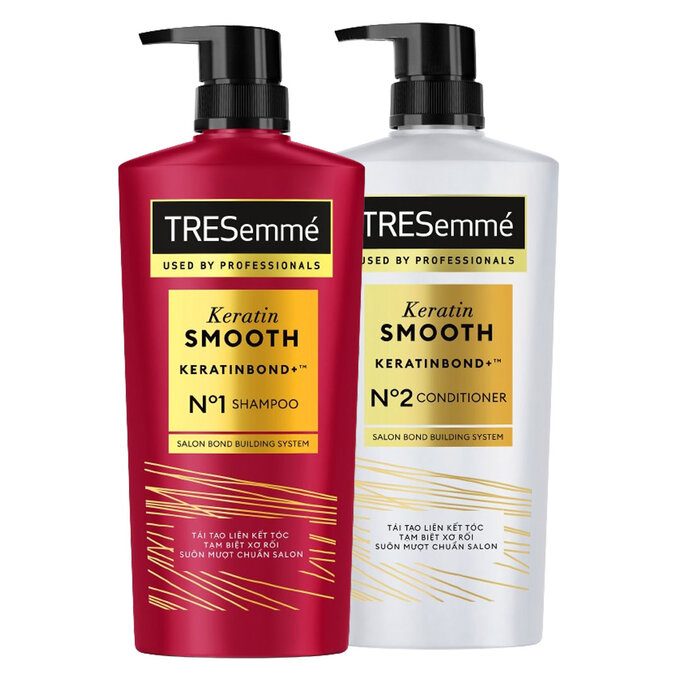 TRESemmé
USED BY PROFESSIONALS
Keratin
SMOOTH
KERATINBOND+™
Nº1 SHAMPOO
SALON BOND BUILDING SYSTEM
TÁI TẠO LIÊN KẾT TÓC
TẠM BIỆT XƠ RỐI
SUÔN MƯỢT CHUẨN SALON
TRESemmé
USED BY PROFESSIONALS
Keratin
SMOOTH
KERATINBOND+™
Nº2 CONDITIONER
SALON BOND BUILDING SYSTEM
TÁI TẠO LIÊN KẾT TÓC
TẠM BIỆT XƠ RỐI
SUÔN MƯỢT CHUẨN SALON